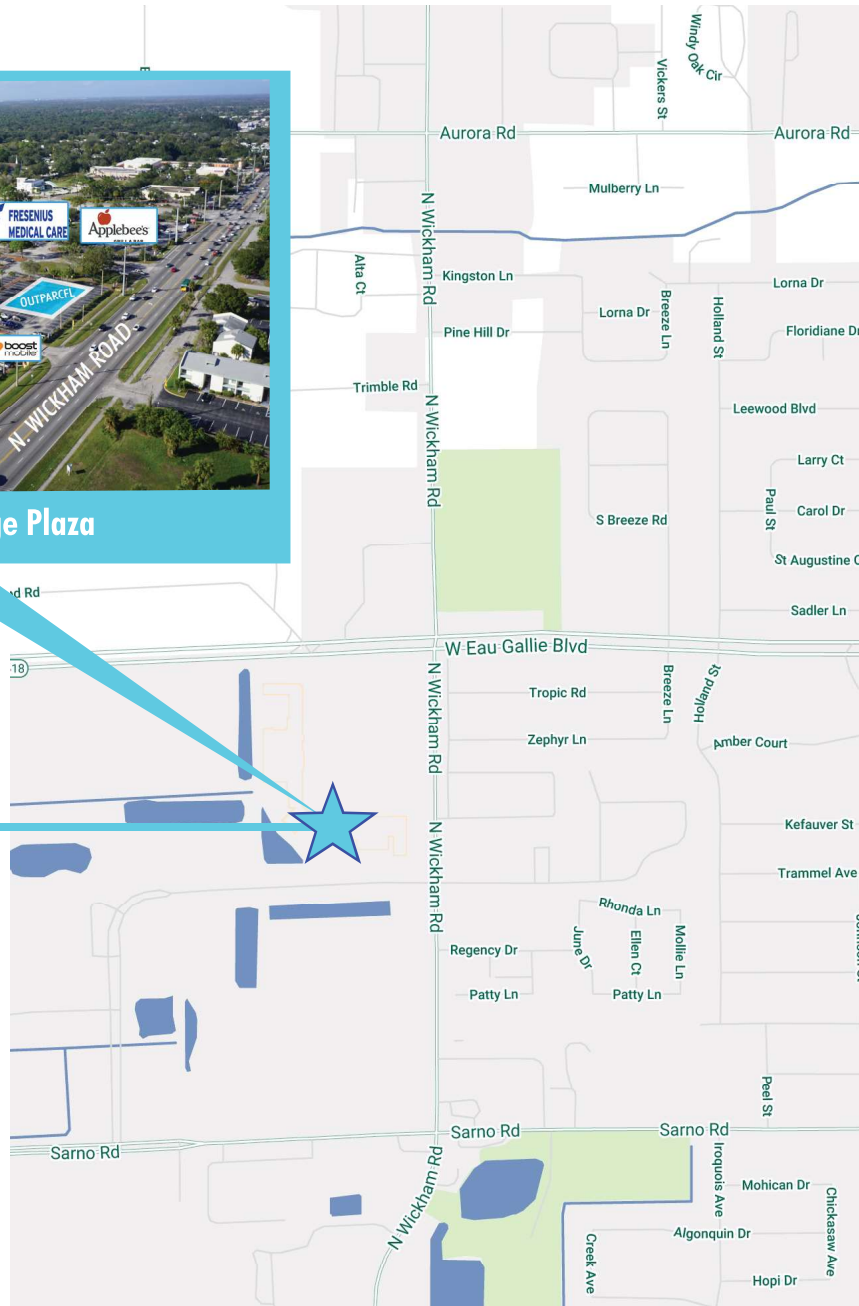 Windy Oak Cir
Vickers St
Aurora Rd
Aurora Rd
Mulberry Ln
FRESENIUS
MEDICAL CARE
Applebee's
OUTPARCEL
boost
mobile
N. WICKHAM ROAD
N Wickham Rd
Alta Ct
Kingston Ln
Lorna Dr
Lorna Dr
Breeze Ln
Holland St
Pine Hill Dr
Floridiane Dr
Trimble Rd
N Wickham Rd
Leewood Blvd
Larry Ct
Paul St
Carol Dr
S Breeze Rd
Plaza
St Augustine C
Rd
Sadler Ln
W Eau Gallie Blvd
18
N Wickham Rd
Tropic Rd
Breeze Ln
Holland St
Zephyr Ln
Amber Court
N Wickham Rd
Kefauver St
Trammel Ave
Rhonda Ln
June Dr
Ellen Ct
Mollie Ln
Regency Dr
Patty Ln
Patty Ln
Peel St
Sarno Rd
Sarno Rd
Sarno Rd
N Wickham Rd
Iroquois Ave
Mohican Dr
Chickasaw Ave
Algonquin Dr
Creek Ave
Hopi Dr